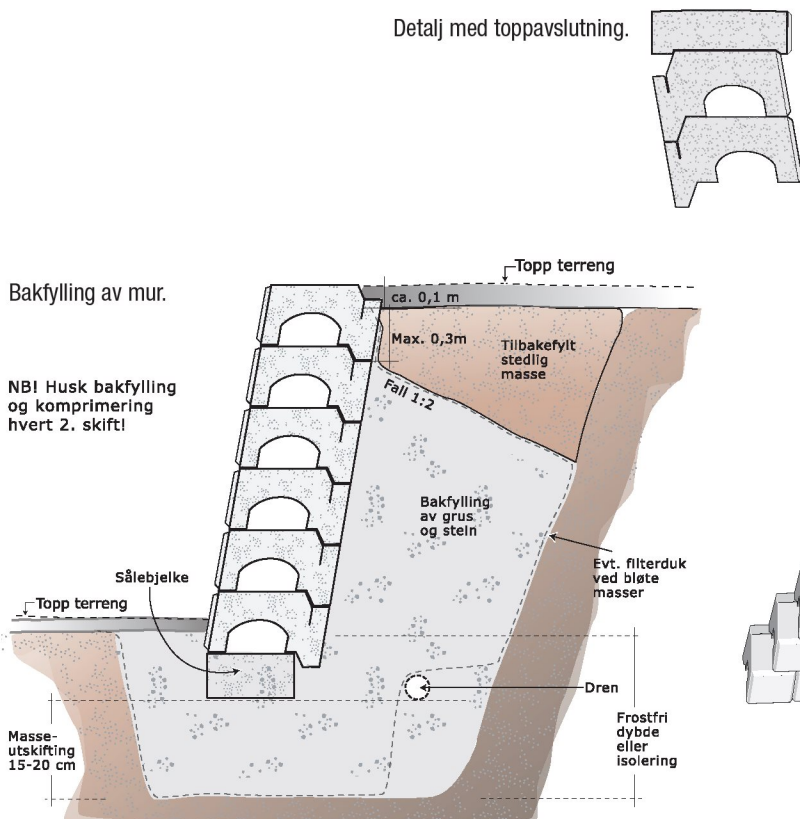 Detalj med toppavslutning.
Bakfylling av mur.
Topp terreng
ca. 0,1 m
Max. 0,3m
Tilbakefylt
stedlig
masse
NB! Husk bakfylling
og komprimering
hvert 2. skift!
Fall 1:2
Bakfylling
av grus
og stein
Evt. filterduk
ved bløte
masser
Sålebjelke
Topp terreng
Dren
Frostfri
dybde
eller
isolering
Masse-
utskifting
15-20 cm